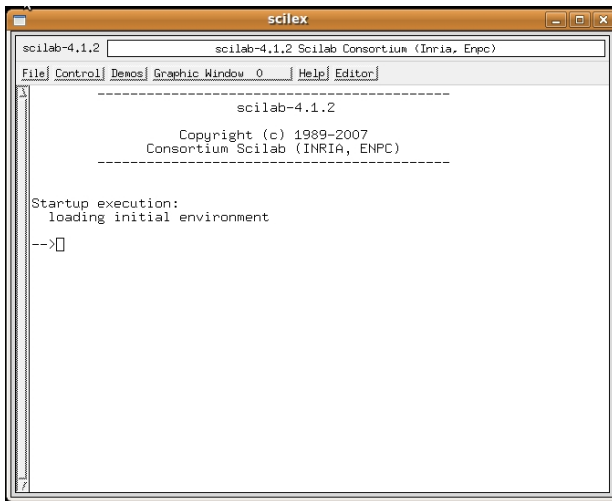 scilex
scilab-4.1.2 scilab-4.1.2 Scilab Consortium (Inria, Enpc)
File Control Demos Graphic Window 0 Help Editor
-------------------------------------------
scilab-4.1.2
Copyright (c) 1989-2007
Consortium Scilab (INRIA, ENPC)
-------------------------------------------
Startup execution:
loading initial environment
-->